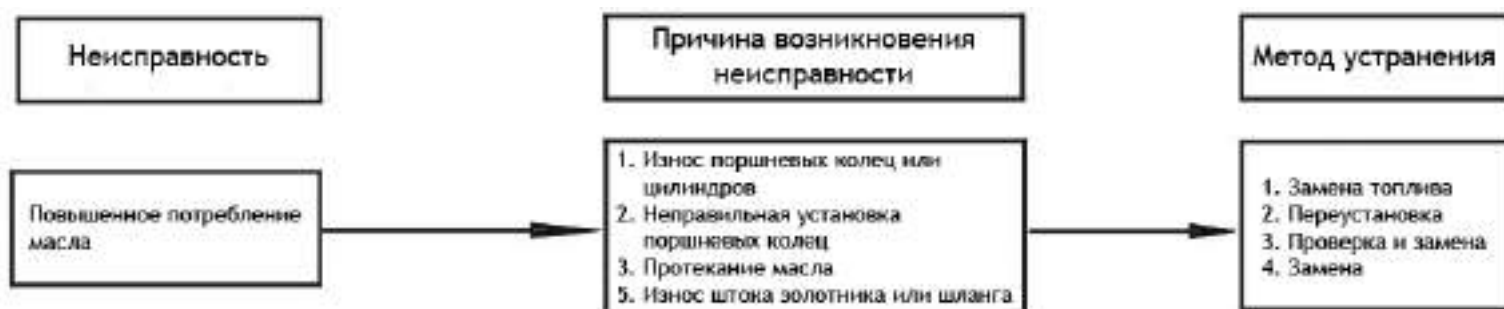 Неисправность
Причина возникновения
неисправности
Метод устранения
Повышенное потребление
масла
1. Износ поршневых колец или
цилиндров
2. Неправильная установка
поршневых колец
3. Протекание масла
5. Износ штока золотника или шланга
1. Замена топлива
2. Переустановка
3. Проверка и замена
4. Замена